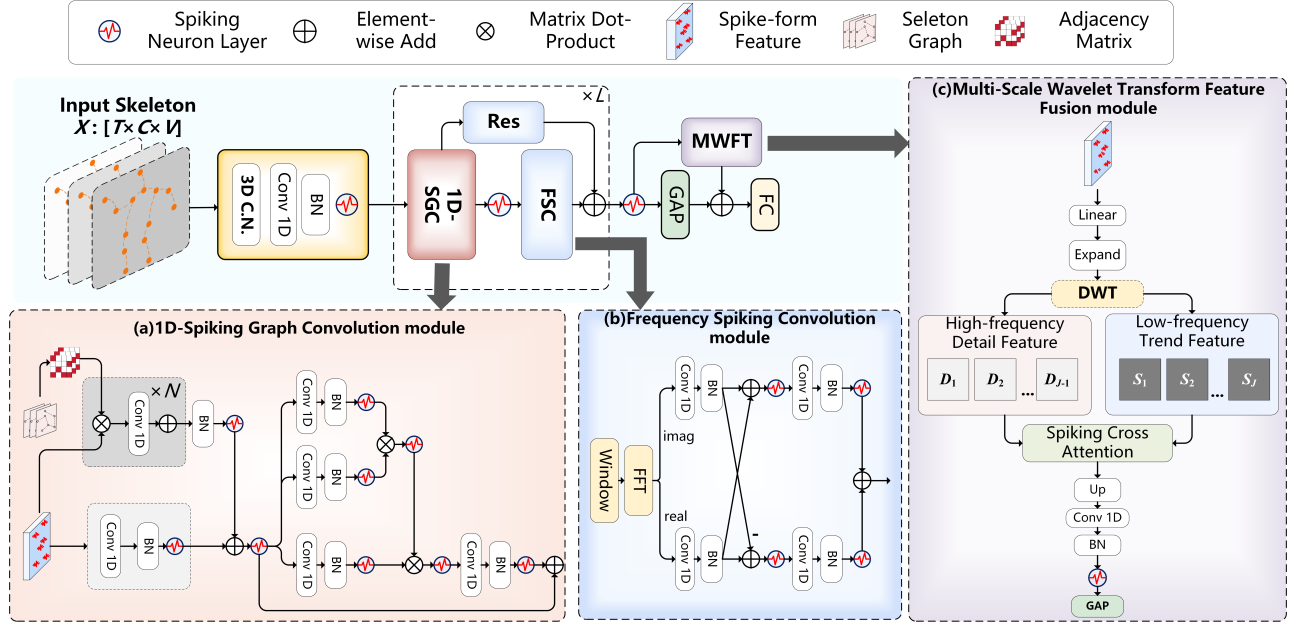 Spiking
Neuron Layer
Element-
wise Add
Matrix Dot-
Product
Spike-form
Feature
Seleton
Graph
Adjacency
Matrix
Input Skeleton
X : [T×C×V]
3D C.N.
Conv 1D
BN
×L
Res
1D-
SGC
FSC
MWFT
GAP
FC
(a)1D-Spiking Graph Convolution module
×N
Conv 1D
BN
Conv 1D
BN
Conv 1D
BN
Conv 1D
BN
Conv 1D
BN
Conv 1D
BN
(b)Frequency Spiking Convolution
module
Window
FFT
imag
real
Conv 1D
BN
Conv 1D
BN
-
Conv 1D
BN
Conv 1D
BN
(c)Multi-Scale Wavelet Transform Feature
Fusion module
Linear
Expand
DWT
High-frequency
Detail Feature
D1 D2 ... DJ-1
Low-frequency
Trend Feature
S1 S2 ... SJ
Spiking Cross
Attention
Up
Conv 1D
BN
GAP